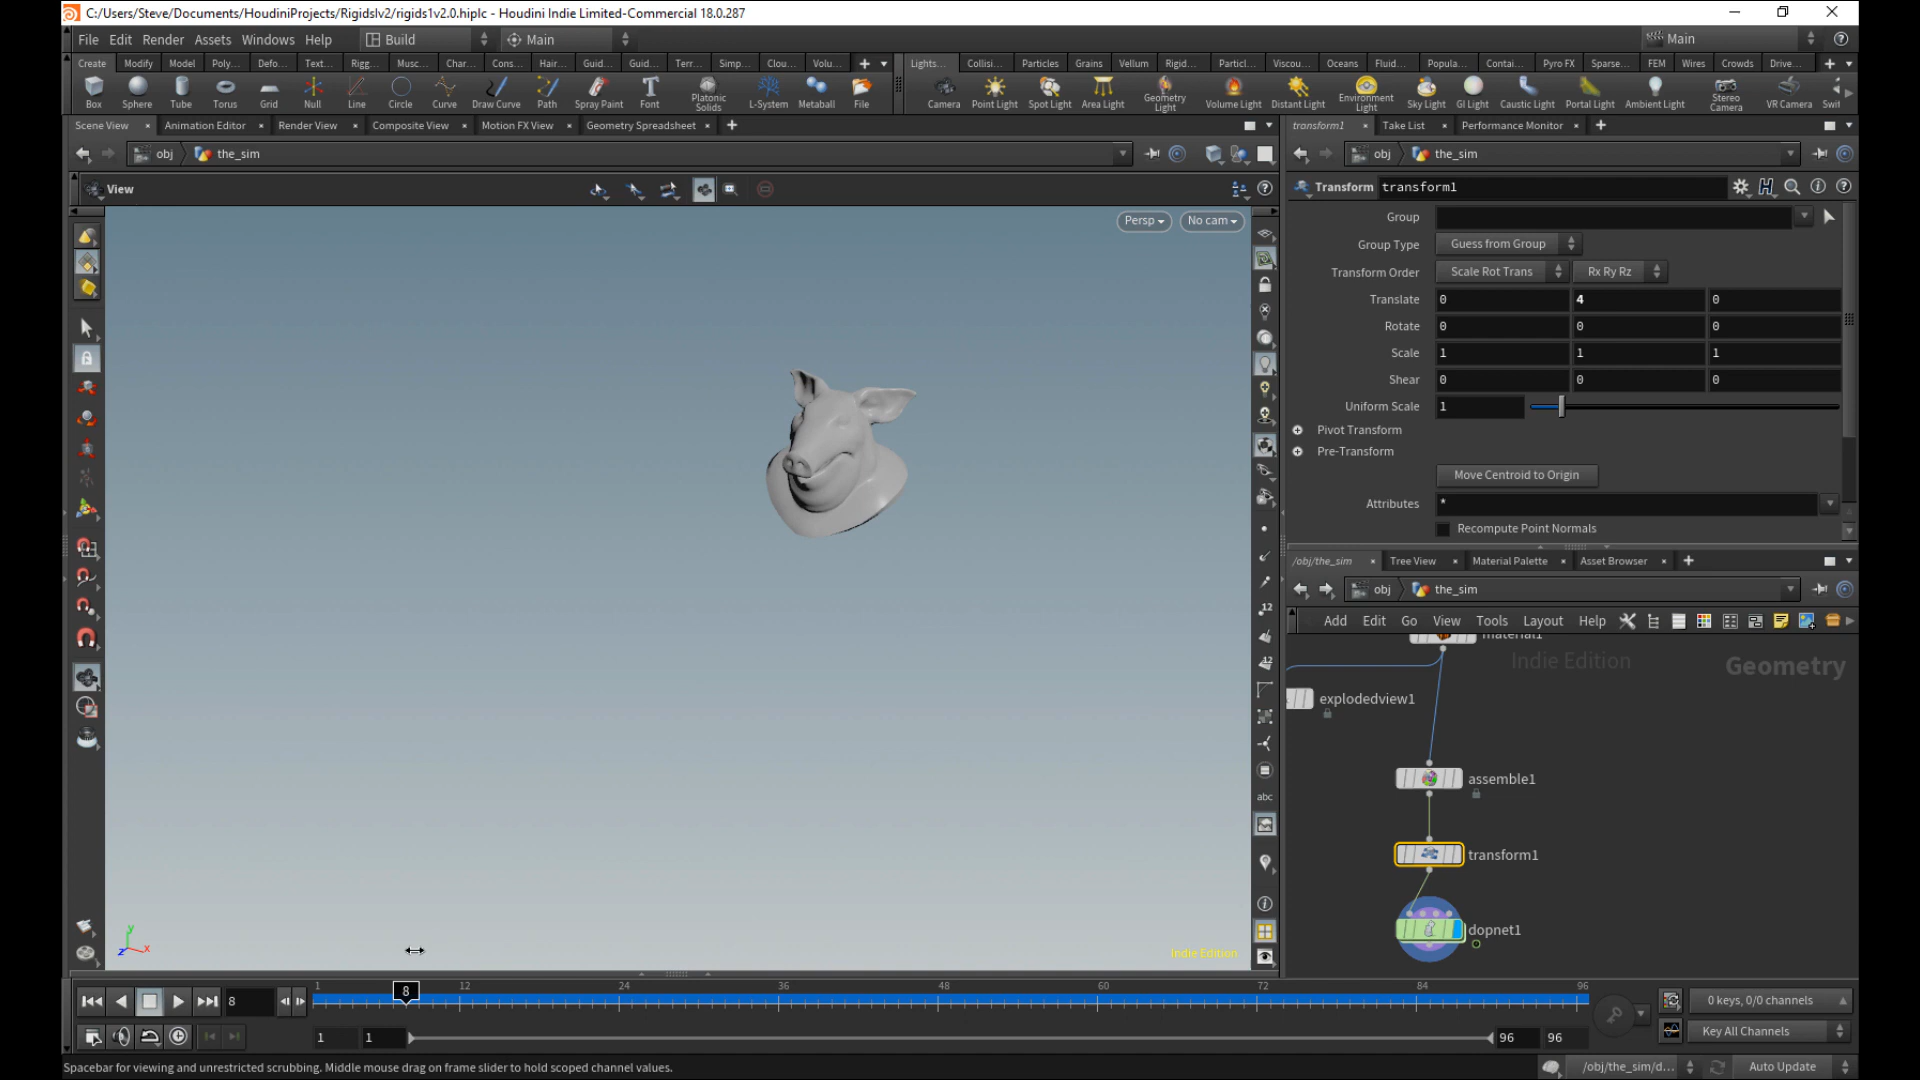 C:/Users/Steve/Documents/HoudiniProjects/Rigidslv2/rigids1v2.0.hiplc - Houdini Indie Limited-Commercial 18.0.287
File Edit Render Assets Windows Help Build Main Main
Create Modify Model Poly... Defo... Text... Rigg... Musc... Char... Cons... Hair... Guid... Guid... Terr... Simp... Clou... Volu...
Lights... Collisi... Particles Grains Vellum Rigid... Particl... Viscou... Oceans Fluid... Popula... Contai... Pyro FX Sparse... FEM Wires Crowds Drive...
Box Sphere Tube Torus Grid Null Line Circle Curve Draw Curve Path Spray Paint Font Platonic Solids L-System Metaball File
Camera Point Light Spot Light Area Light Geometry Light Volume Light Distant Light Environment Light Sky Light GI Light Caustic Light Portal Light Ambient Light Stereo Camera VR Camera Swit
Scene View Animation Editor Render View Composite View Motion FX View Geometry Spreadsheet
transform1 Take List Performance Monitor
obj the_sim
obj the_sim
View
Transform transform1
Persp No cam
Group
Group Type Guess from Group
Transform Order Scale Rot Trans Rx Ry Rz
Translate 0 4 0
Rotate 0 0 0
Scale 1 1 1
Shear 0 0 0
Uniform Scale 1
Pivot Transform
Pre-Transform
Move Centroid to Origin
Attributes *
Recompute Point Normals
/obj/the_sim Tree View Material Palette Asset Browser
obj the_sim
Add Edit Go View Tools Layout Help
material1
Indie Edition
Geometry
explodedview1
assemble1
transform1
dopnet1
12
12
abc
y
z x
Indie Edition
8
1 8 12 24 36 48 60 72 84 96
0 keys, 0/0 channels
1 1 96 96
Key All Channels
Spacebar for viewing and unrestricted scrubbing. Middle mouse drag on frame slider to hold scoped channel values.
/obj/the_sim/d... Auto Update